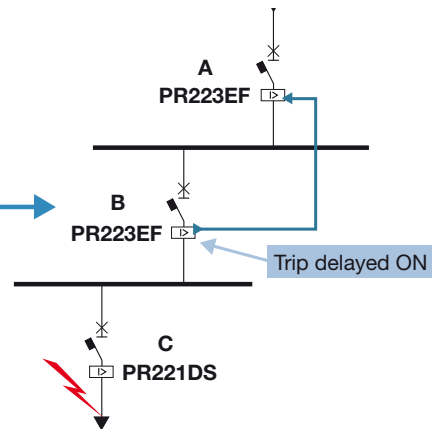 A
PR223EF
B
PR223EF
Trip delayed ON
C
PR221DS